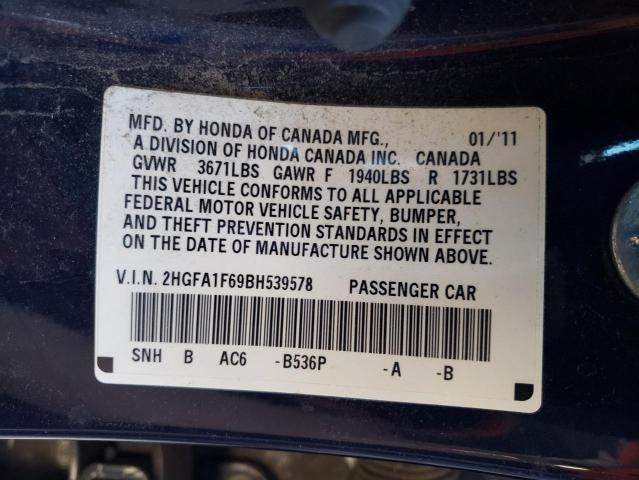 MFD. BY HONDA OF CANADA MFG., 01/'11
A DIVISION OF HONDA CANADA INC. CANADA
GVWR 3671LBS GAWR F 1940LBS R 1731LBS
THIS VEHICLE CONFORMS TO ALL APPLICABLE
FEDERAL MOTOR VEHICLE SAFETY, BUMPER,
AND THEFT PREVENTION STANDARDS IN EFFECT
ON THE DATE OF MANUFACTURE SHOWN ABOVE.
V.I.N. 2HGFA1F69BH539578 PASSENGER CAR
SNH B AC6 -B536P -A -B